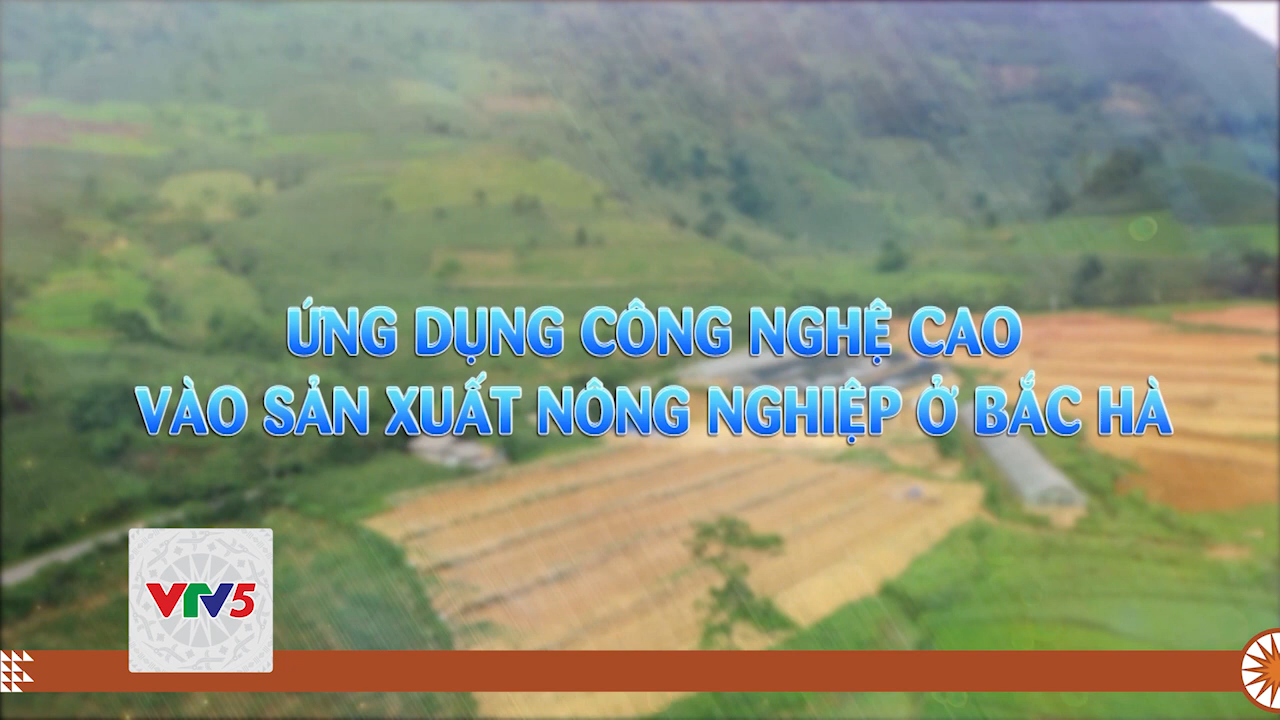 ỨNG DỤNG CÔNG NGHỆ CAO
VÀO SẢN XUẤT NÔNG NGHIỆP Ở BẮC HÀ
VTV5